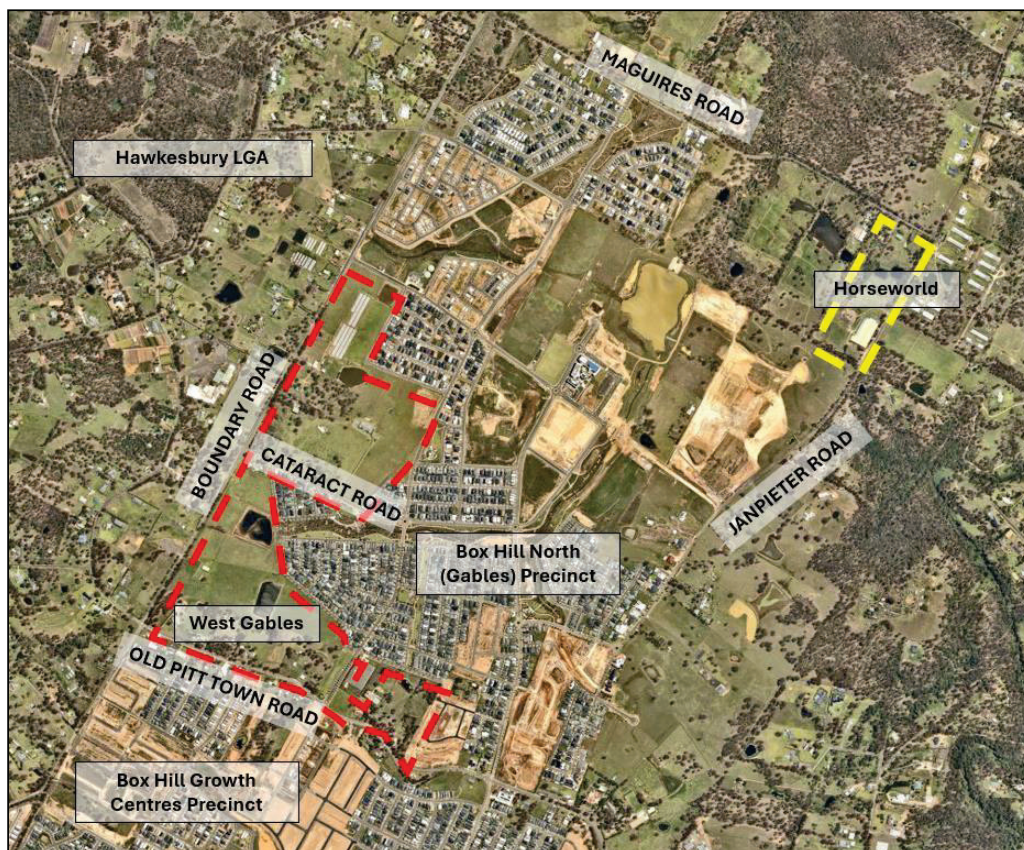 MAGUIRES ROAD
Hawkesbury LGA
Horseworld
BOUNDARY ROAD
CATARACT ROAD
JANPIETER ROAD
Box Hill North
(Gables) Precinct
West Gables
OLD PITT TOWN ROAD
Box Hill Growth
Centres Precinct